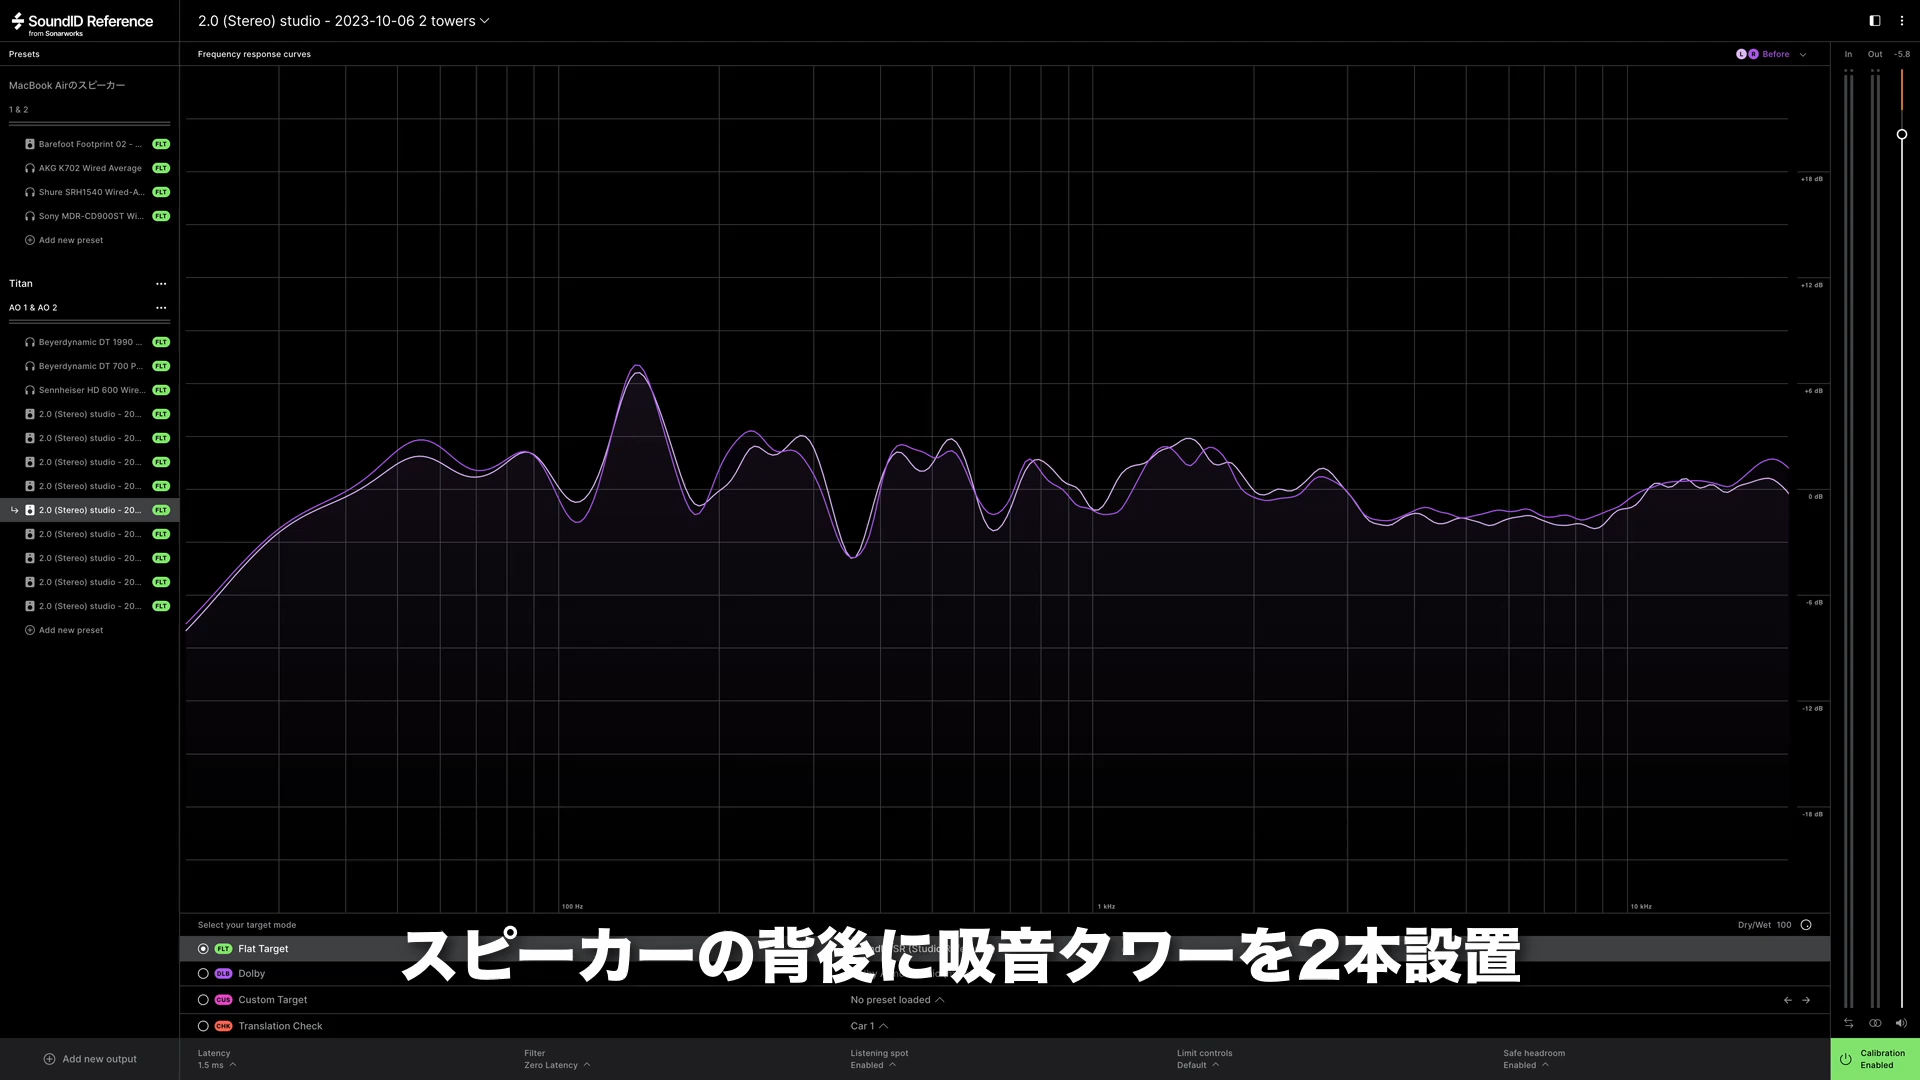 SoundID Reference
from Sonarworks
2.0 (Stereo) studio - 2023-10-06 2 towers
Presets
Frequency response curves
L R Before
In Out -5.8
MacBook Airのスピーカー
1 & 2
Barefoot Footprint 02 - ... FLT
AKG K702 Wired Average FLT
Shure SRH1540 Wired-A... FLT
Sony MDR-CD900ST Wi... FLT
Add new preset
Titan
AO 1 & AO 2
Beyerdynamic DT 1990 ... FLT
Beyerdynamic DT 700 P... FLT
Sennheiser HD 600 Wire... FLT
2.0 (Stereo) studio - 20... FLT
2.0 (Stereo) studio - 20... FLT
2.0 (Stereo) studio - 20... FLT
2.0 (Stereo) studio - 20... FLT
2.0 (Stereo) studio - 20... FLT
2.0 (Stereo) studio - 20... FLT
2.0 (Stereo) studio - 20... FLT
2.0 (Stereo) studio - 20... FLT
2.0 (Stereo) studio - 20... FLT
Add new preset
+18 dB
+12 dB
+6 dB
0 dB
-6 dB
-12 dB
-18 dB
100 Hz
1 kHz
10 kHz
Select your target mode
Dry/Wet 100
FLT Flat Target
DLB Dolby
スピーカーの背後に吸音タワーを2本設置
CUS Custom Target
No preset loaded
CHK Translation Check
Car 1
Add new output
Latency
1.5 ms
Filter
Zero Latency
Listening spot
Enabled
Limit controls
Default
Safe headroom
Enabled
Calibration
Enabled